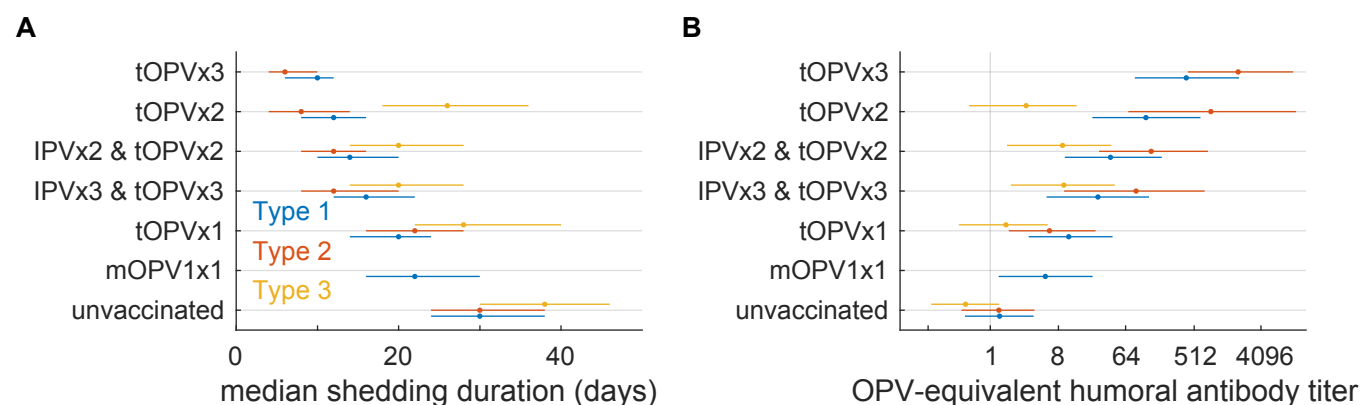 A
tOPVx3
tOPVx2
IPVx2 & tOPVx2
IPVx3 & tOPVx3
tOPVx1
mOPV1x1
unvaccinated
Type 1
Type 2
Type 3
0 20 40
median shedding duration (days)
B
tOPVx3
tOPVx2
IPVx2 & tOPVx2
IPVx3 & tOPVx3
tOPVx1
mOPV1x1
unvaccinated
1 8 64 512 4096
OPV-equivalent humoral antibody titer